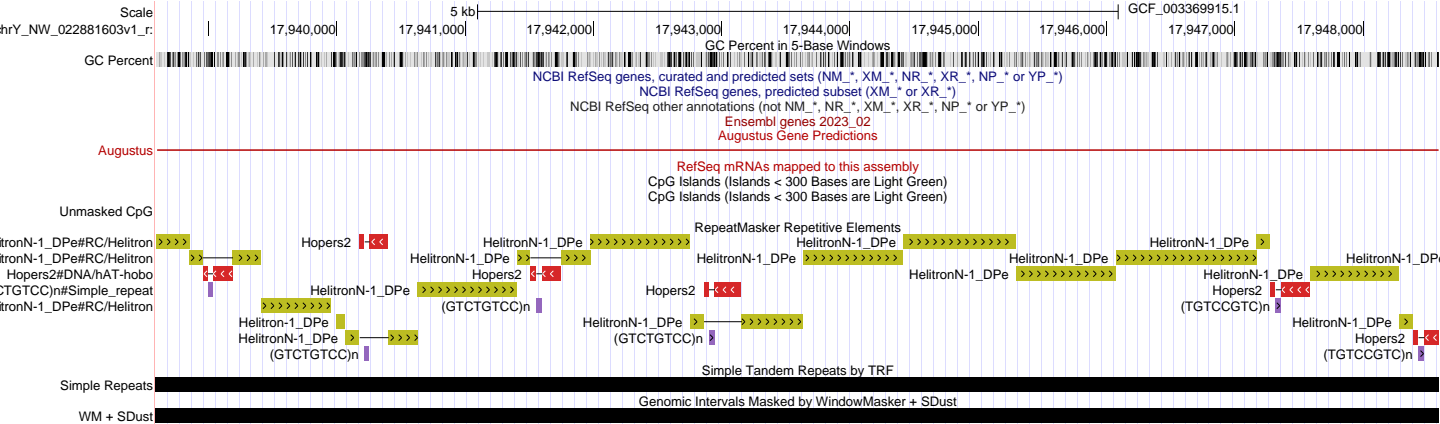 Scale 5 kb GCF_003369915.1
hrY_NW_022881603v1_r: 17,940,000 17,941,000 17,942,000 17,943,000 17,944,000 17,945,000 17,946,000 17,947,000 17,948,000
GC Percent in 5-Base Windows
GC Percent
NCBI RefSeq genes, curated and predicted sets (NM_*, XM_*, NR_*, XR_*, NP_* or YP_*)
NCBI RefSeq genes, predicted subset (XM_* or XR_*)
NCBI RefSeq other annotations (not NM_*, NR_*, XM_*, XR_*, NP_* or YP_*)
Ensembl genes 2023_02
Augustus Gene Predictions
Augustus
RefSeq mRNAs mapped to this assembly
CpG Islands (Islands < 300 Bases are Light Green)
CpG Islands (Islands < 300 Bases are Light Green)
Unmasked CpG
RepeatMasker Repetitive Elements
itronN-1_DPe#RC/Helitron Hopers2 HelitronN-1_DPe HelitronN-1_DPe HelitronN-1_DPe
itronN-1_DPe#RC/Helitron HelitronN-1_DPe HelitronN-1_DPe HelitronN-1_DPe HelitronN-1_DP
Hopers2#DNA/hAT-hobo Hopers2 HelitronN-1_DPe HelitronN-1_DPe
CTGTCC)n#Simple_repeat HelitronN-1_DPe Hopers2 Hopers2
itronN-1_DPe#RC/Helitron (GTCTGTCC)n (TGTCCGTC)n
Helitron-1_DPe HelitronN-1_DPe HelitronN-1_DPe
HelitronN-1_DPe (GTCTGTCC)n Hopers2
(GTCTGTCC)n (TGTCCGTC)n
Simple Tandem Repeats by TRF
Simple Repeats
Genomic Intervals Masked by WindowMasker + SDust
WM + SDust